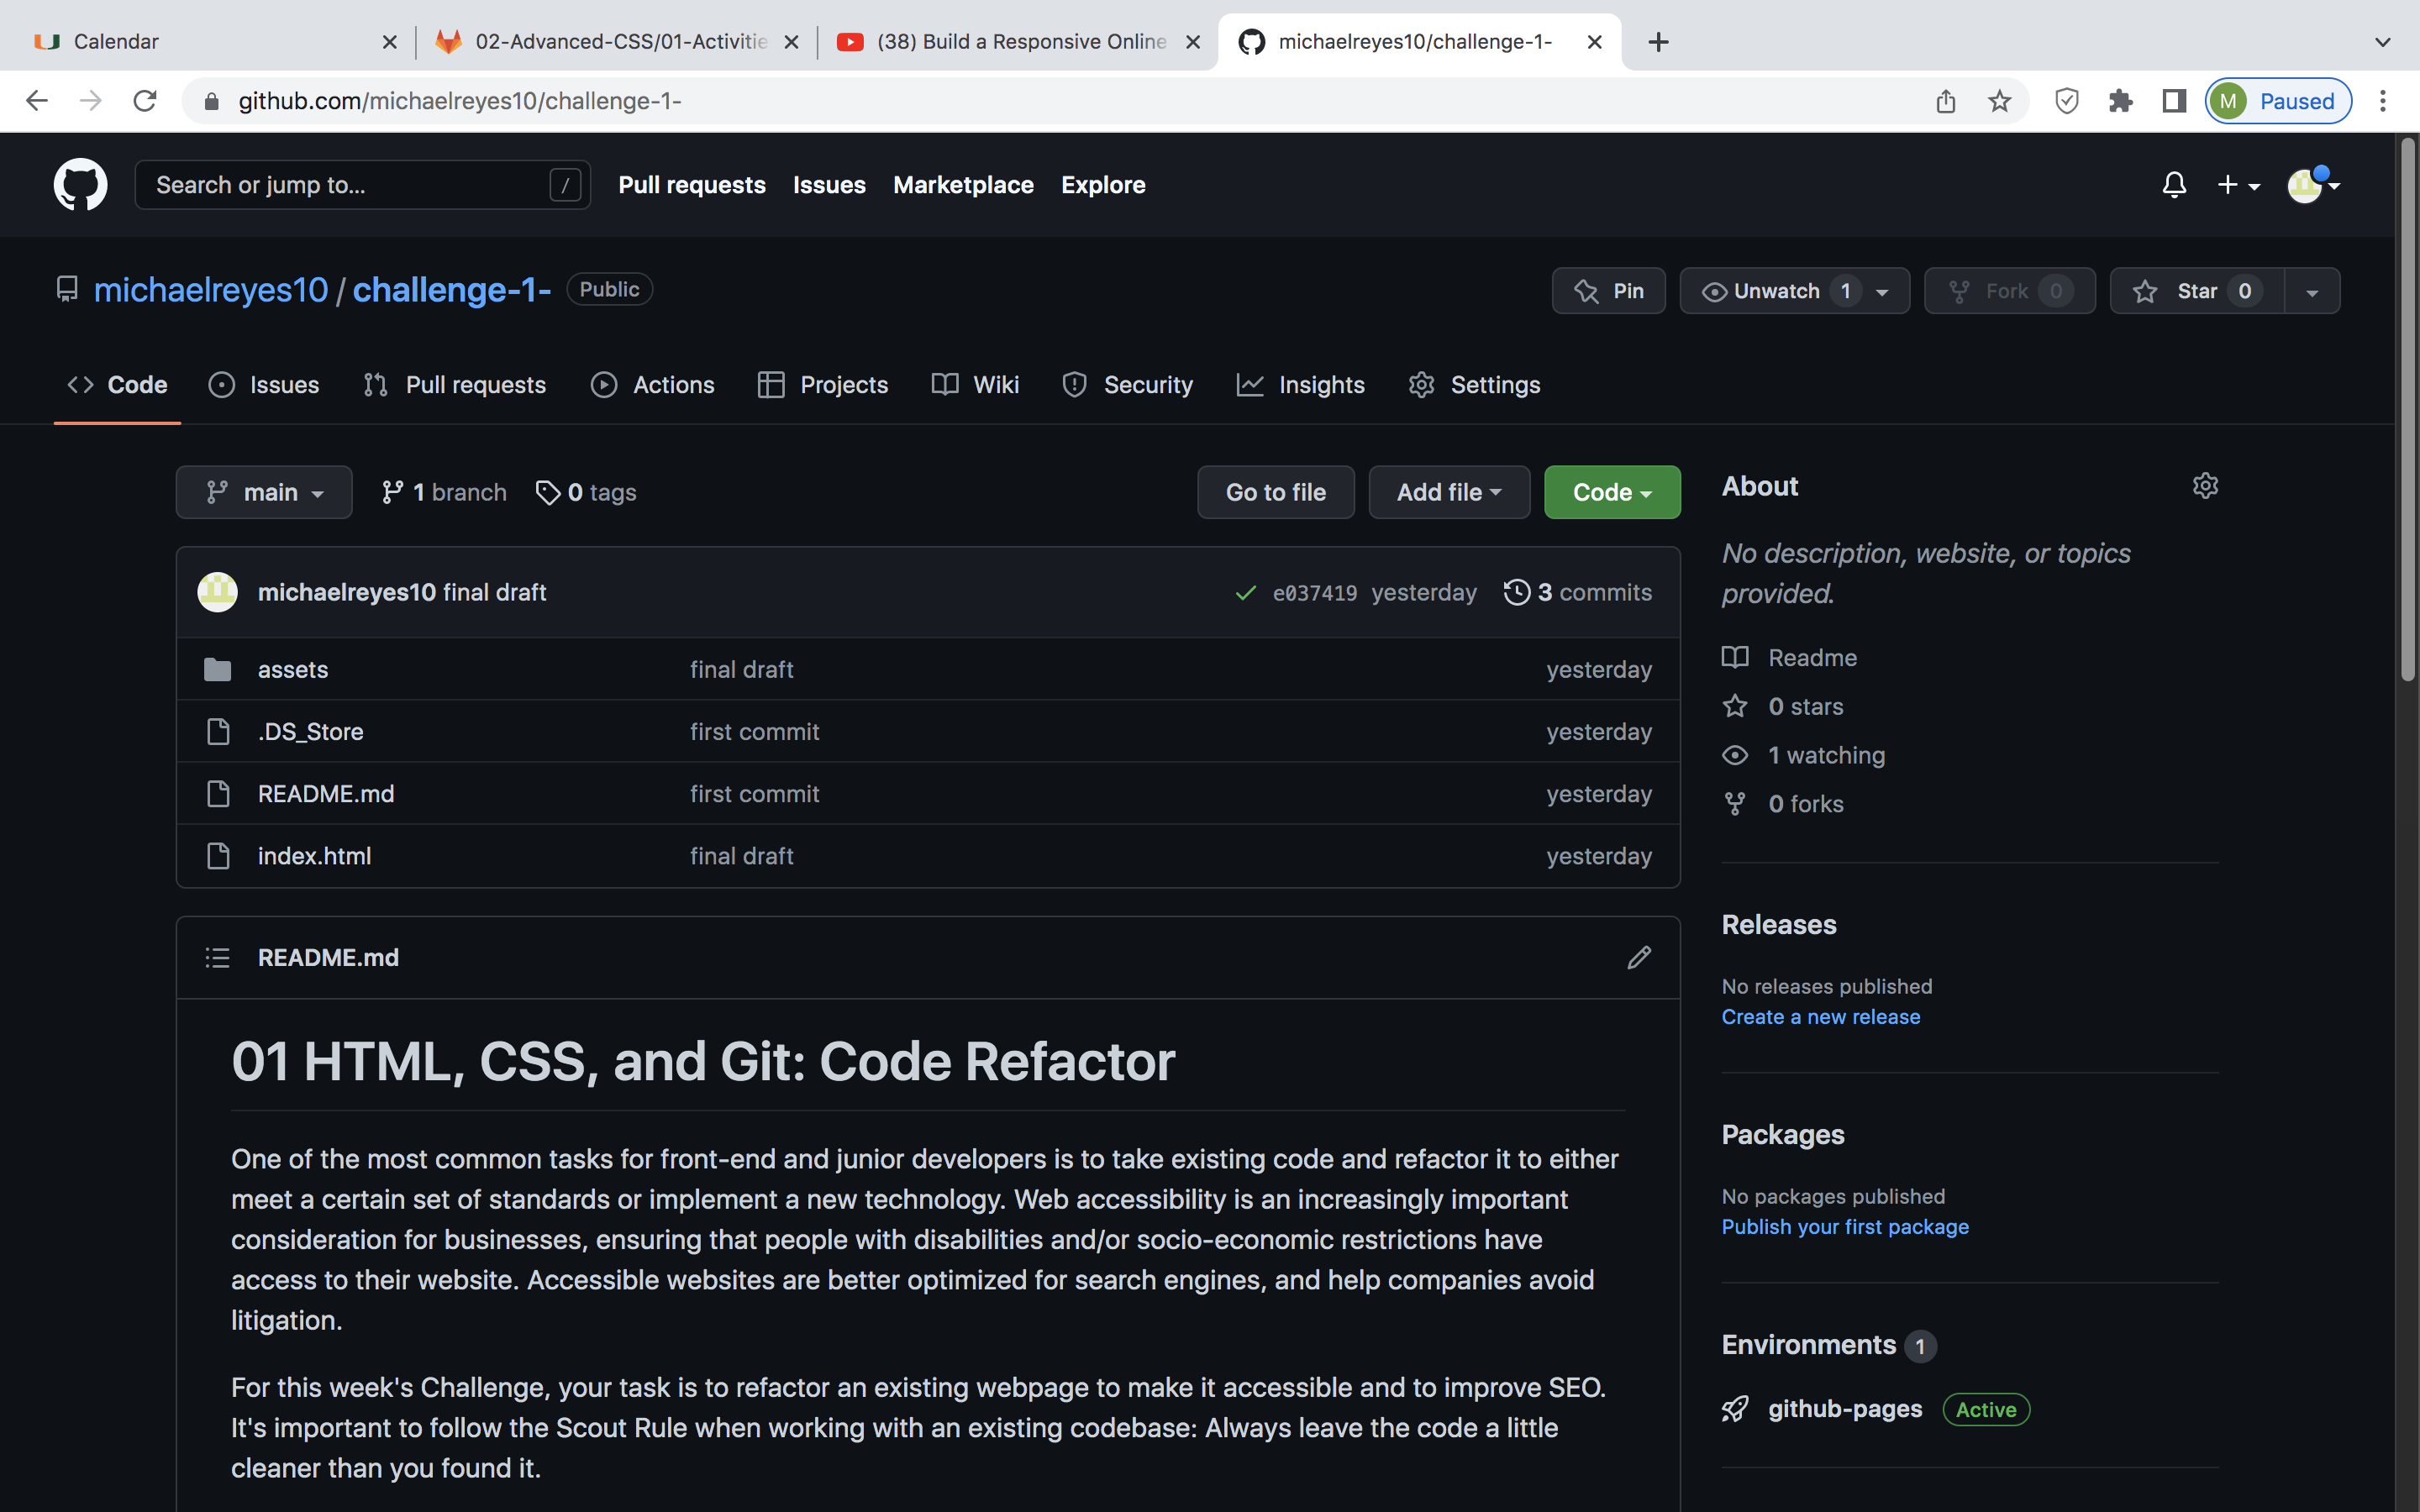 Calendar
02-Advanced-CSS/01-Activitie
(38) Build a Responsive Online
michaelreyes10/challenge-1-
github.com/michaelreyes10/challenge-1-
M Paused
Search or jump to... /
Pull requests Issues Marketplace Explore
michaelreyes10 / challenge-1- Public
Pin Unwatch 1 Fork 0 Star 0
Code Issues Pull requests Actions Projects Wiki Security Insights Settings
main 1 branch 0 tags Go to file Add file Code
michaelreyes10 final draft e037419 yesterday 3 commits
assets final draft yesterday
.DS_Store first commit yesterday
README.md first commit yesterday
index.html final draft yesterday
README.md
01 HTML, CSS, and Git: Code Refactor
One of the most common tasks for front-end and junior developers is to take existing code and refactor it to either
meet a certain set of standards or implement a new technology. Web accessibility is an increasingly important
consideration for businesses, ensuring that people with disabilities and/or socio-economic restrictions have
access to their website. Accessible websites are better optimized for search engines, and help companies avoid
litigation.
For this week's Challenge, your task is to refactor an existing webpage to make it accessible and to improve SEO.
It's important to follow the Scout Rule when working with an existing codebase: Always leave the code a little
cleaner than you found it.
About
No description, website, or topics
provided.
Readme
0 stars
1 watching
0 forks
Releases
No releases published
Create a new release
Packages
No packages published
Publish your first package
Environments 1
github-pages Active